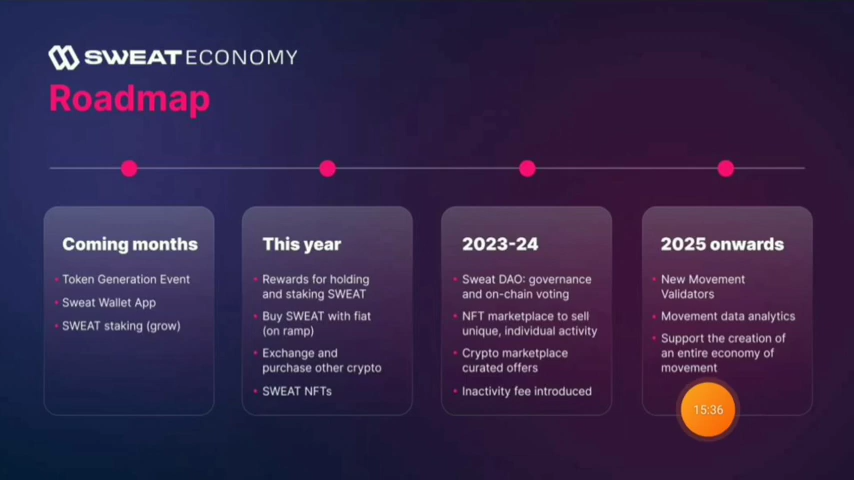 SWEATECONOMY
Roadmap
Coming months
• Token Generation Event
• Sweat Wallet App
• SWEAT staking (grow)
This year
• Rewards for holding
and staking SWEAT
• Buy SWEAT with fiat
(on ramp)
• Exchange and
purchase other crypto
• SWEAT NFTs
2023-24
• Sweat DAO: governance
and on-chain voting
• NFT marketplace to sell
unique, individual activity
• Crypto marketplace
curated offers
• Inactivity fee introduced
2025 onwards
• New Movement
Validators
• Movement data analytics
• Support the creation of
an entire economy of
movement
15:36